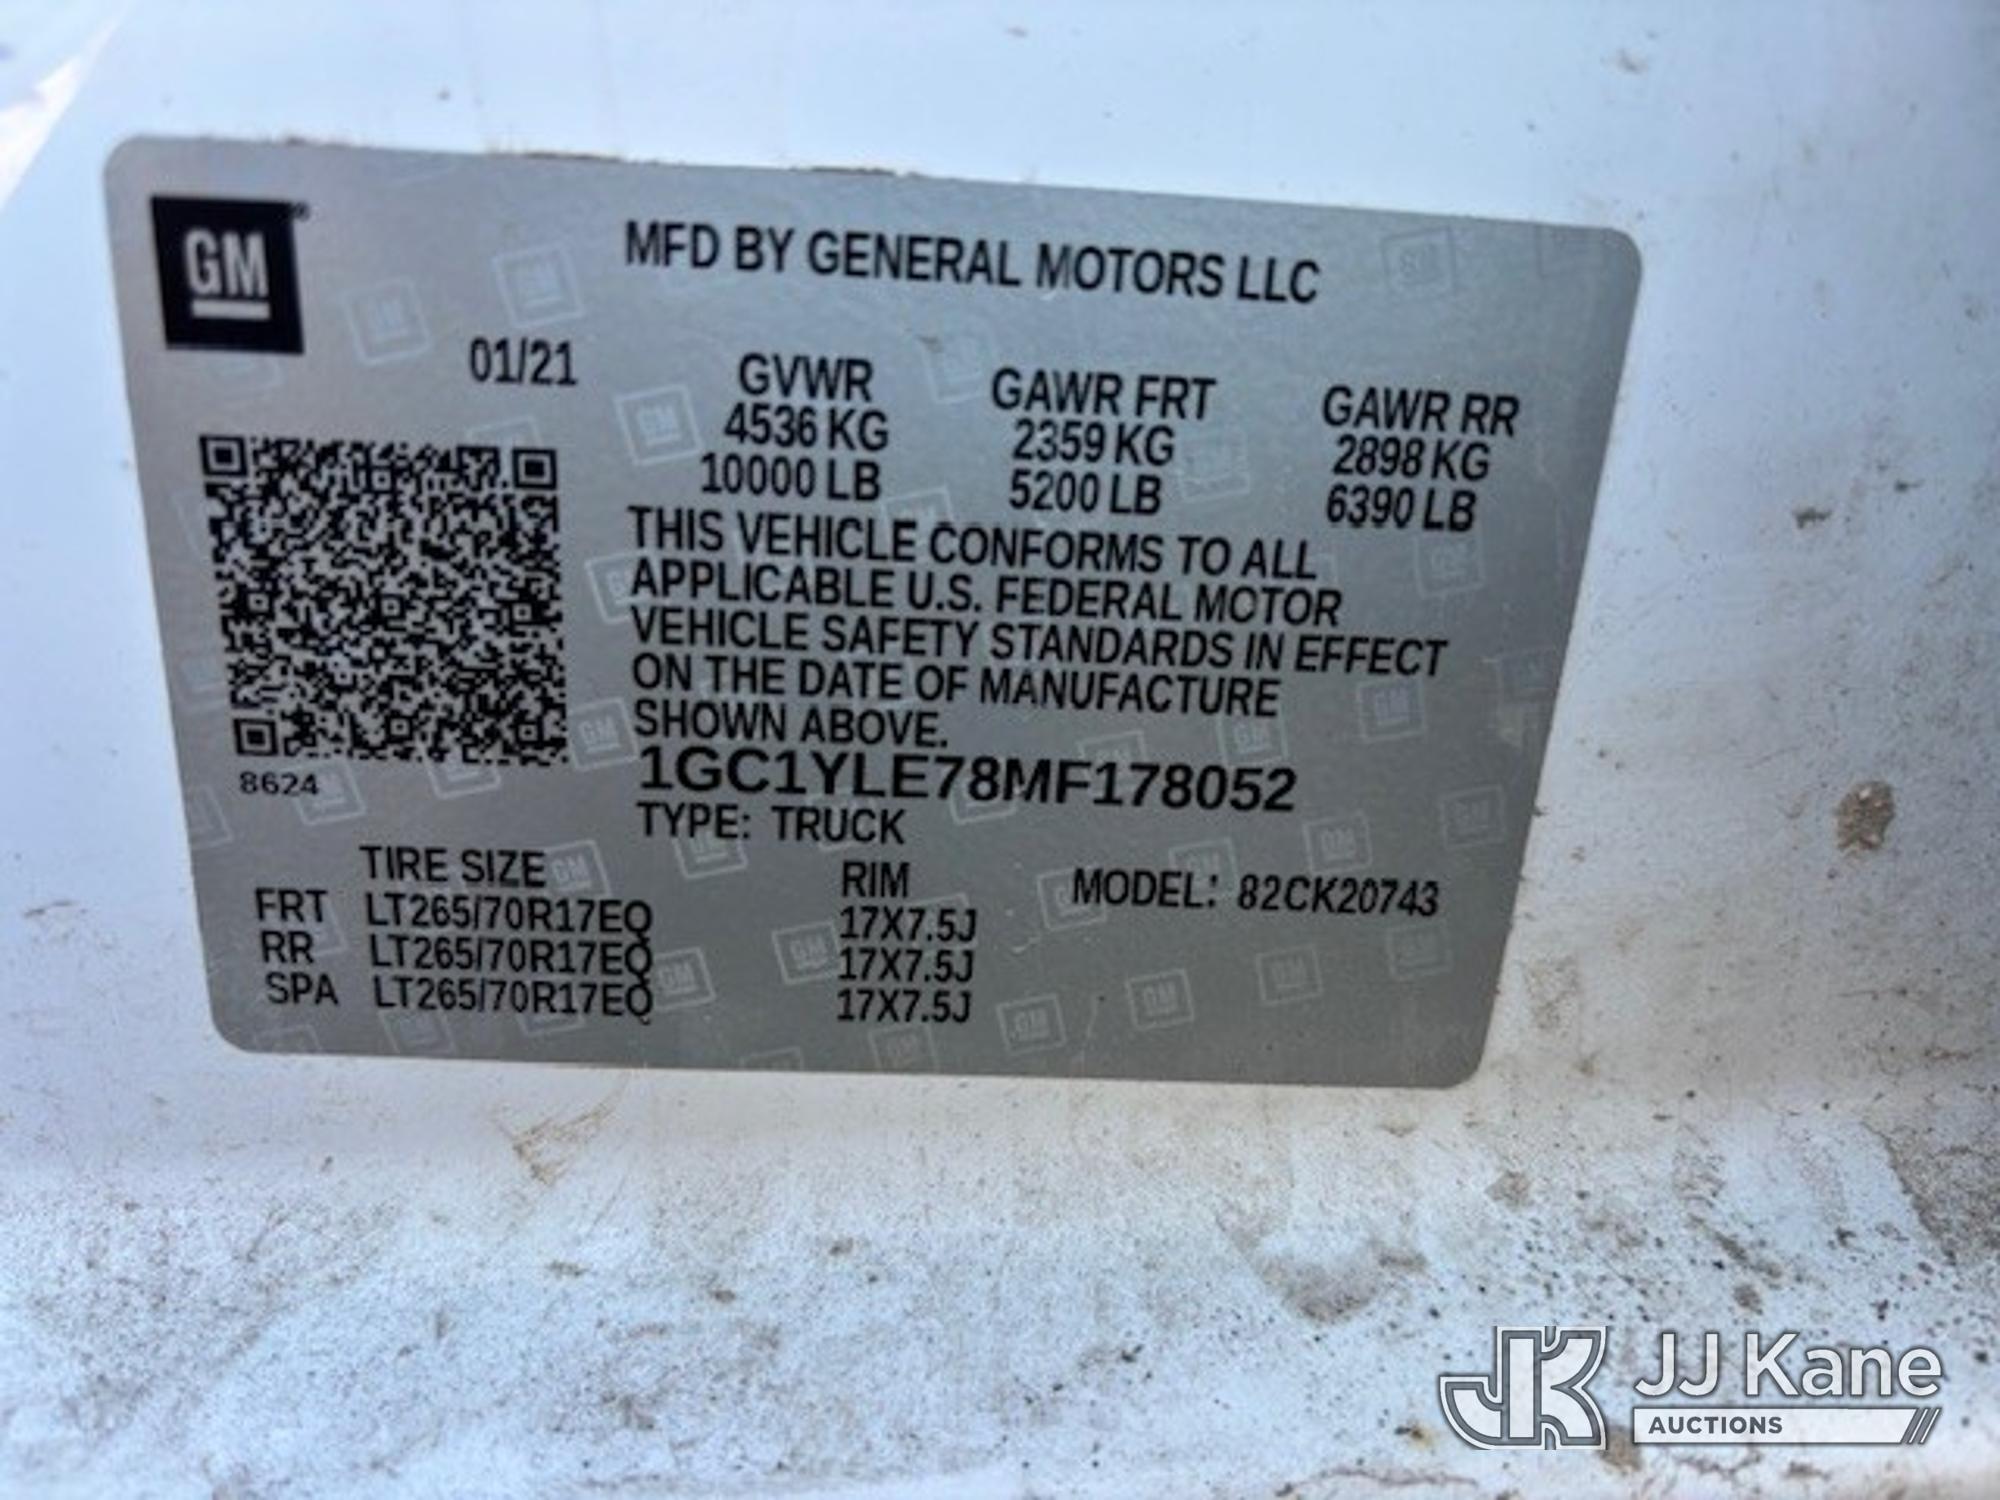 GM
MFD BY GENERAL MOTORS LLC
01/21
GVWR GAWR FRT GAWR RR
4536 KG 2359 KG 2898 KG
10000 LB 5200 LB 6390 LB
THIS VEHICLE CONFORMS TO ALL
APPLICABLE U.S. FEDERAL MOTOR
VEHICLE SAFETY STANDARDS IN EFFECT
ON THE DATE OF MANUFACTURE
SHOWN ABOVE.
8624
1GC1YLE78MF178052
TYPE: TRUCK
TIRE SIZE RIM MODEL: 82CK20743
FRT LT265/70R17EQ 17X7.5J
RR LT265/70R17EQ 17X7.5J
SPA LT265/70R17EQ 17X7.5J
JK JJ Kane
AUCTIONS